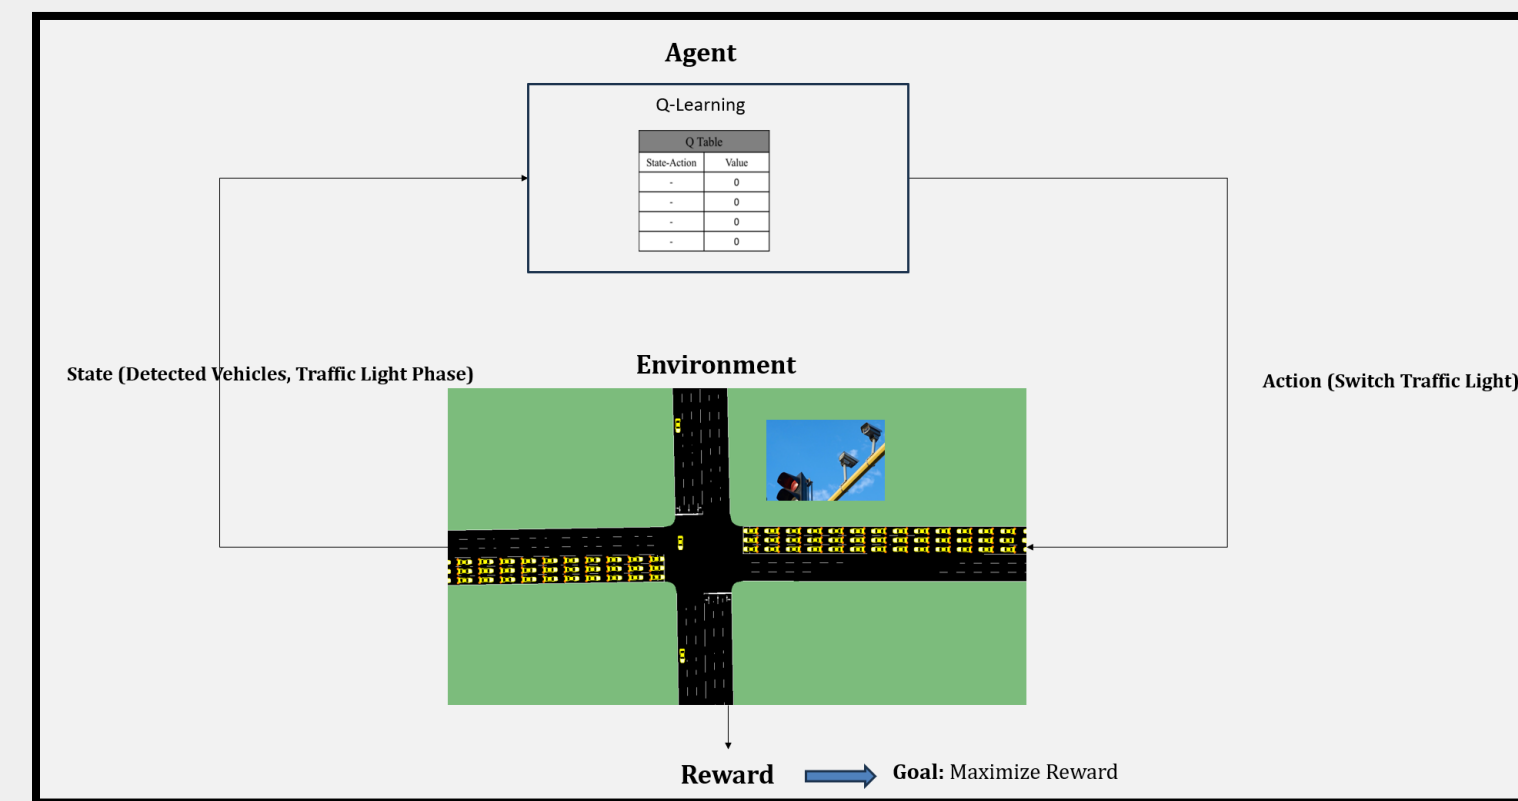 Agent
Q-Learning
Q Table
State-Action Value
- 0
- 0
- 0
- 0
State (Detected Vehicles, Traffic Light Phase)
Environment
Action (Switch Traffic Light)
Reward
Goal: Maximize Reward